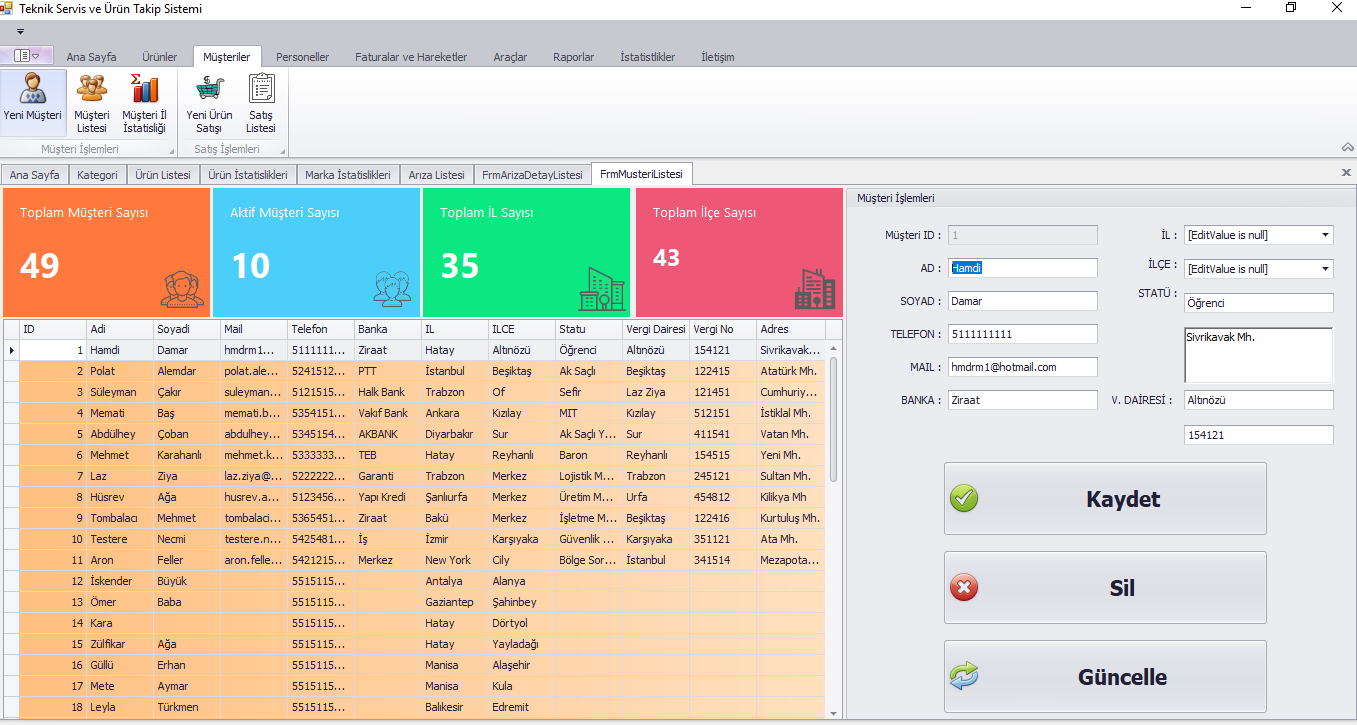 Teknik Servis ve Ürün Takip Sistemi
Ana Sayfa Ürünler Müşteriler Personeller Faturalar ve Hareketler Araçlar Raporlar İstatistlikler İletişim
Yeni Müşteri Müşteri Listesi Müşteri İl İstatisliği Yeni Ürün Satışı Satış Listesi
Müşteri İşlemleri Satış İşlemleri
Ana Sayfa Kategori Ürün Listesi Ürün İstatislikleri Marka İstatislikleri Arıza Listesi FrmArizaDetayListesi FrmMusteriListesi
Toplam Müşteri Sayısı
49
Aktif Müşteri Sayısı
10
Toplam İL Sayısı
35
Toplam İlçe Sayısı
43
ID Adi Soyadi Mail Telefon Banka IL ILCE Statu Vergi Dairesi Vergi No Adres
1 Hamdi Damar hmdrm1... 5111111... Ziraat Hatay Altınözü Öğrenci Altınözü 154121 Sivrikavak...
2 Polat Alemdar polat.ale... 5241512... PTT İstanbul Beşiktaş Ak Saçlı Beşiktaş 122415 Atatürk Mh.
3 Süleyman Çakır suleyman... 5121515... Halk Bank Trabzon Of Sefir Laz Ziya 121451 Cumhuriy...
4 Memati Baş memati.b... 5354151... Vakıf Bank Ankara Kızılay MIT Kızılay 512151 İstiklal Mh.
5 Abdülhey Çoban abdulhey... 5345154... AKBANK Diyarbakır Sur Ak Saçlı Y... Sur 411541 Vatan Mh.
6 Mehmet Karahanlı mehmet.k... 5333333... TEB Hatay Reyhanlı Baron Reyhanlı 154515 Yeni Mh.
7 Laz Ziya laz.ziya@... 5222222... Garanti Trabzon Merkez Lojistik M... Trabzon 245121 Sultan Mh.
8 Hüsrev Ağa husrev.a... 5123456... Yapı Kredi Şanlıurfa Merkez Üretim M... Urfa 454812 Kilikya Mh
9 Tombalacı Mehmet tombalaci... 5365451... Ziraat Bakü Merkez İşletme M... Beşiktaş 122416 Kurtuluş Mh.
10 Testere Necmi testere.n... 5425481... İş İzmir Karşıyaka Güvenlik ... Karşıyaka 351121 Ata Mh.
11 Aron Feller aron.felle... 5421215... Merkez New York Cily Bölge Sor... İstanbul 341514 Mezapota...
12 İskender Büyük 5515115... Antalya Alanya
13 Ömer Baba 5515115... Gaziantep Şahinbey
14 Kara 5515115... Hatay Dörtyol
15 Zülfikar Ağa 5515115... Hatay Yayladağı
16 Güllü Erhan 5515115... Manisa Alaşehir
17 Mete Aymar 5515115... Manisa Kula
18 Leyla Türkmen 5515115... Balıkesir Edremit
Müşteri İşlemleri
Müşteri ID : 1
AD : Hamdi
SOYAD : Damar
TELEFON : 5111111111
MAIL : hmdrm1@hotmail.com
BANKA : Ziraat
İL : [EditValue is null]
İLÇE : [EditValue is null]
STATÜ : Öğrenci
Sivrikavak Mh.
V. DAİRESİ : Altınözü
154121
Kaydet
Sil
Güncelle